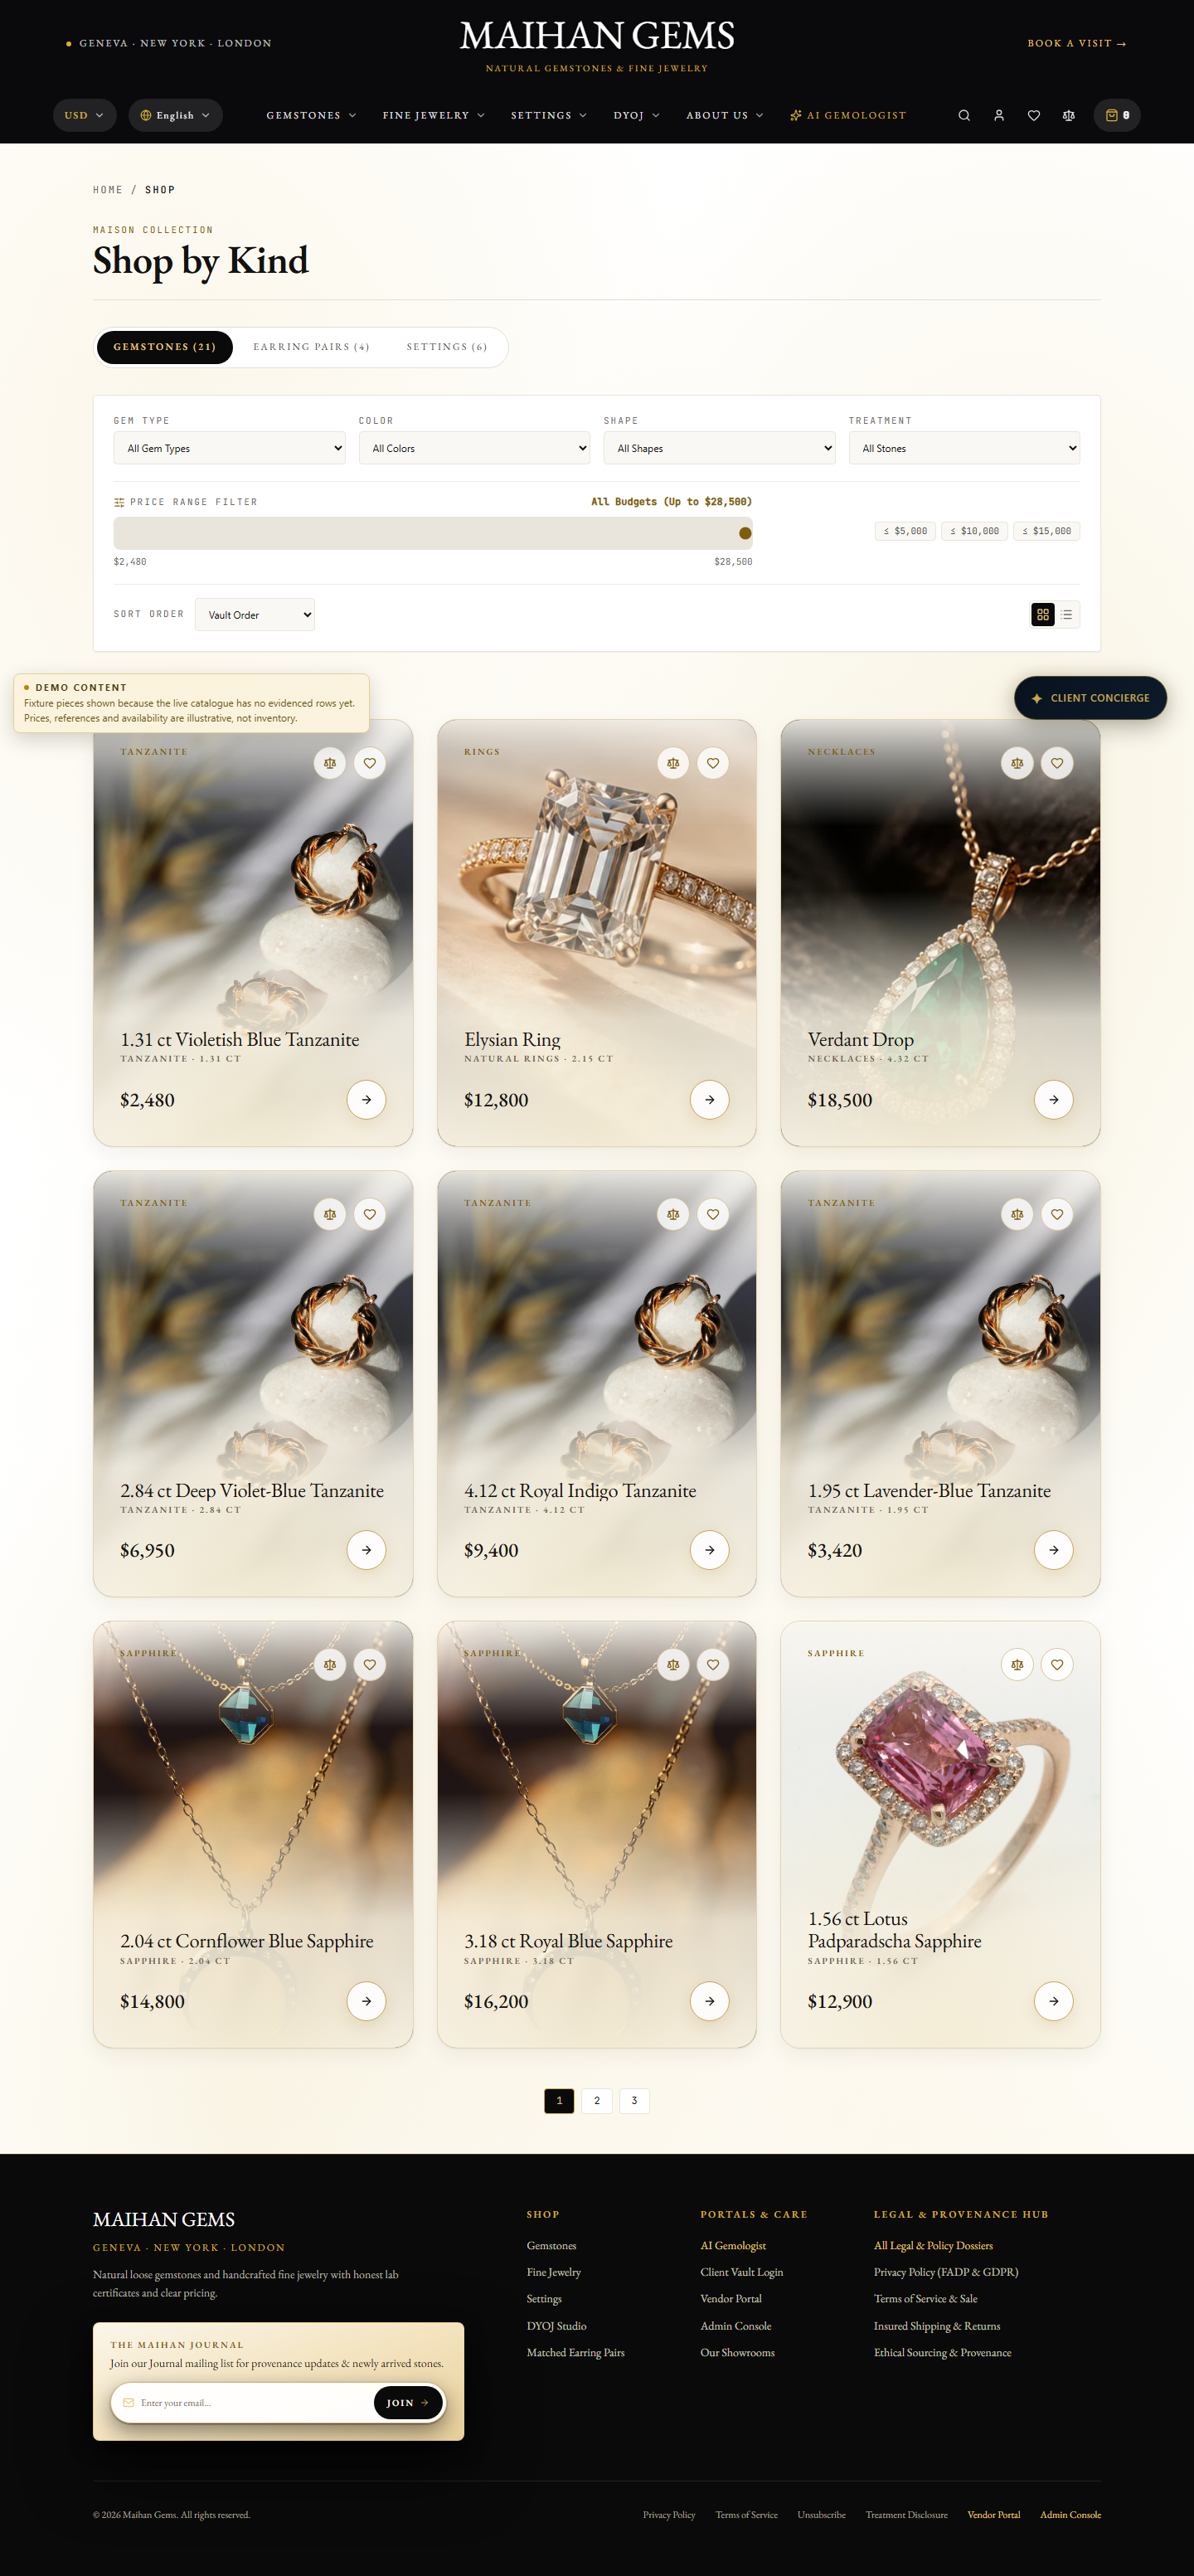 GENEVA · NEW YORK · LONDON
MAIHAN GEMS
NATURAL GEMSTONES & FINE JEWELRY
BOOK A VISIT →
USD
English
GEMSTONES
FINE JEWELRY
SETTINGS
DYOJ
ABOUT US
AI GEMOLOGIST
0
HOME / SHOP
MAISON COLLECTION
Shop by Kind
GEMSTONES (21)
EARRING PAIRS (4)
SETTINGS (6)
GEM TYPE
COLOR
SHAPE
TREATMENT
All Gem Types
All Colors
All Shapes
All Stones
PRICE RANGE FILTER
All Budgets (Up to $28,500)
≤ $5,000
≤ $10,000
≤ $15,000
$2,480
$28,500
SORT ORDER
Vault Order
DEMO CONTENT
Fixture pieces shown because the live catalogue has no evidenced rows yet.
Prices, references and availability are illustrative, not inventory.
CLIENT CONCIERGE
TANZANITE
1.31 ct Violetish Blue Tanzanite
TANZANITE · 1.31 CT
$2,480
RINGS
Elysian Ring
NATURAL RINGS · 2.15 CT
$12,800
NECKLACES
Verdant Drop
NECKLACES · 4.32 CT
$18,500
TANZANITE
2.84 ct Deep Violet-Blue Tanzanite
TANZANITE · 2.84 CT
$6,950
TANZANITE
4.12 ct Royal Indigo Tanzanite
TANZANITE · 4.12 CT
$9,400
TANZANITE
1.95 ct Lavender-Blue Tanzanite
TANZANITE · 1.95 CT
$3,420
SAPPHIRE
2.04 ct Cornflower Blue Sapphire
SAPPHIRE · 2.04 CT
$14,800
SAPPHIRE
3.18 ct Royal Blue Sapphire
SAPPHIRE · 3.18 CT
$16,200
SAPPHIRE
1.56 ct Lotus
Padparadscha Sapphire
SAPPHIRE · 1.56 CT
$12,900
1
2
3
MAIHAN GEMS
GENEVA · NEW YORK · LONDON
Natural loose gemstones and handcrafted fine jewelry with honest lab
certificates and clear pricing.
THE MAIHAN JOURNAL
Join our Journal mailing list for provenance updates & newly arrived stones.
Enter your email...
JOIN →
SHOP
Gemstones
Fine Jewelry
Settings
DYOJ Studio
Matched Earring Pairs
PORTALS & CARE
AI Gemologist
Client Vault Login
Vendor Portal
Admin Console
Our Showrooms
LEGAL & PROVENANCE HUB
All Legal & Policy Dossiers
Privacy Policy (FADP & GDPR)
Terms of Service & Sale
Insured Shipping & Returns
Ethical Sourcing & Provenance
© 2026 Maihan Gems. All rights reserved.
Privacy Policy
Terms of Service
Unsubscribe
Treatment Disclosure
Vendor Portal
Admin Console